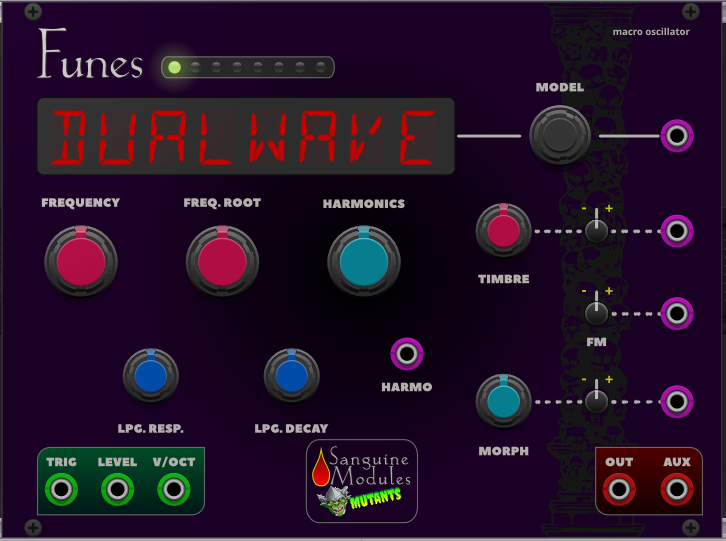 macro oscillator
Funes
MODEL
DUALWAVE
FREQUENCY
FREQ. ROOT
HARMONICS
- +
TIMBRE
- +
FM
HARMO
- +
LPG. RESP.
LPG. DECAY
MORPH
TRIG
LEVEL
V/OCT
Sanguine
Modules
MUTANTS
OUT
AUX